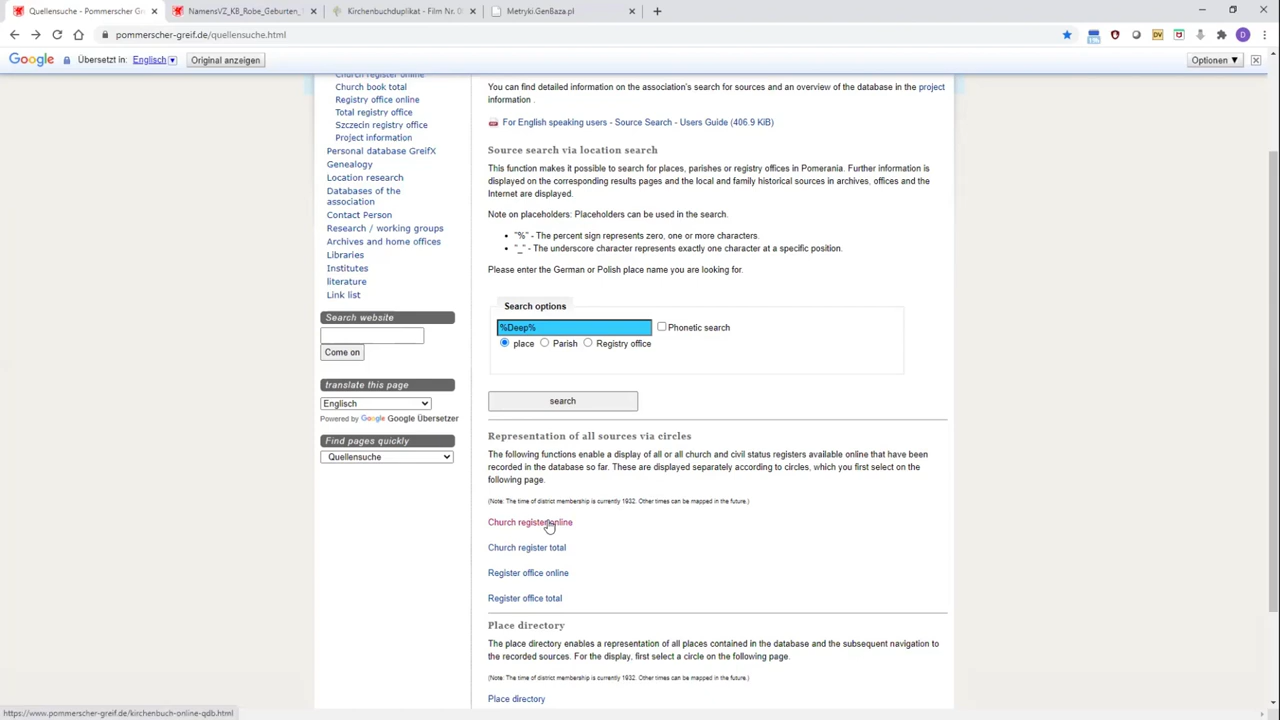 Quellensuche - Pommerscher Gr
NamensVZ_KB_Robe_Geburten_
Kirchenbuchduplikat - Film Nr. 0
Metryki.GenBaza.pl
pommerscher-greif.de/quellensuche.html
Google Übersetzt in: Englisch Original anzeigen Optionen ▼
Church register online
Church book total
Registry office online
Total registry office
Szczecin registry office
Project information
Personal database GreifX
Genealogy
Location research
Databases of the
association
Contact Person
Research / working groups
Archives and home offices
Libraries
Institutes
literature
Link list
Search website
Come on
translate this page
Englisch
Powered by Google Google Übersetzer
Find pages quickly
Quellensuche
You can find detailed information on the association's search for sources and an overview of the database in the project
information .
For English speaking users - Source Search - Users Guide (406.9 KiB)
Source search via location search
This function makes it possible to search for places, parishes or registry offices in Pomerania. Further information is
displayed on the corresponding results pages and the local and family historical sources in archives, offices and the
Internet are displayed.
Note on placeholders: Placeholders can be used in the search.
"%" - The percent sign represents zero, one or more characters.
"_" - The underscore character represents exactly one character at a specific position.
Please enter the German or Polish place name you are looking for.
Search options
%Deep% Phonetic search
place Parish Registry office
search
Representation of all sources via circles
The following functions enable a display of all or all church and civil status registers available online that have been
recorded in the database so far. These are displayed separately according to circles, which you first select on the
following page.
(Note: The time of district membership is currently 1932. Other times can be mapped in the future.)
Church register online
Church register total
Register office online
Register office total
Place directory
The place directory enables a representation of all places contained in the database and the subsequent navigation to
the recorded sources. For the display, first select a circle on the following page.
(Note: The time of district membership is currently 1932. Other times can be mapped in the future.)
Place directory
https://www.pommerscher-greif.de/kirchenbuch-online-qdb.html